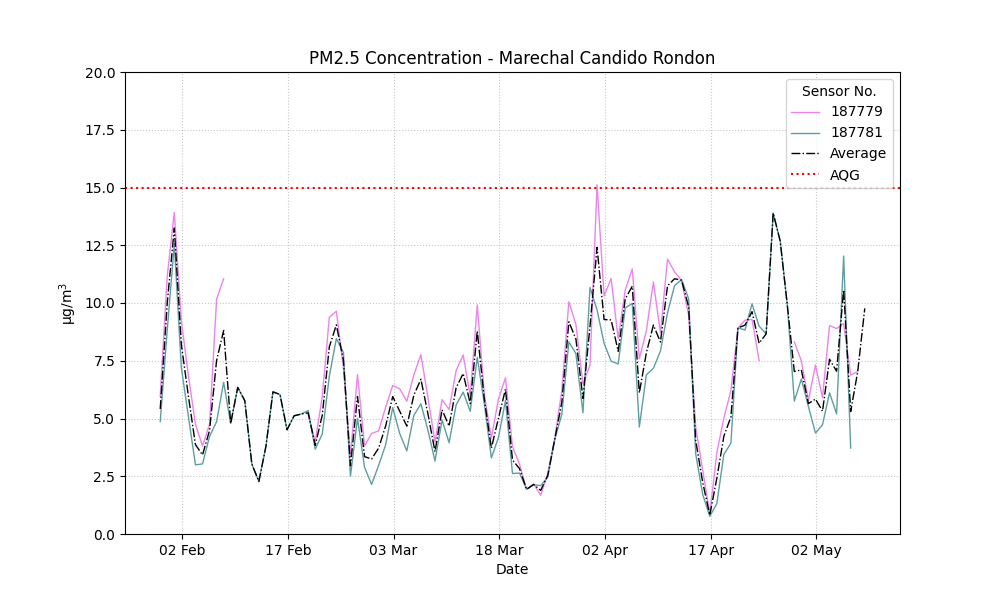 PM2.5 Concentration - Marechal Candido Rondon
20.0
17.5
15.0
12.5
10.0
7.5
5.0
2.5
0.0
µg/m³
Sensor No.
187779
187781
Average
AQG
02 Feb
17 Feb
03 Mar
18 Mar
02 Apr
17 Apr
02 May
Date